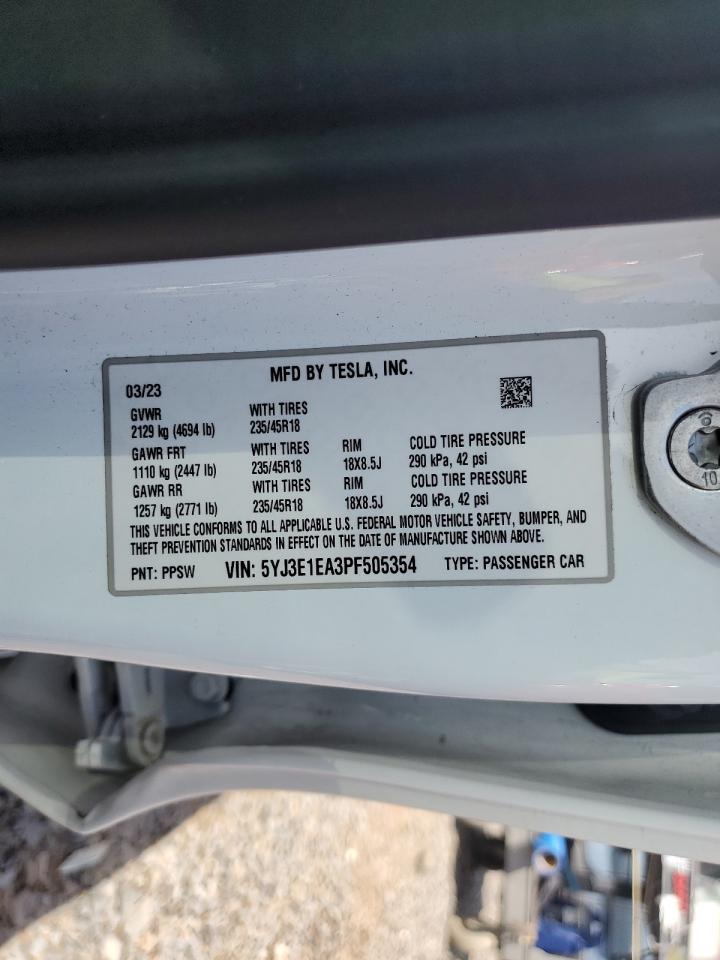 MFD BY TESLA, INC.
03/23
GVWR WITH TIRES
2129 kg (4694 lb) 235/45R18
GAWR FRT WITH TIRES RIM COLD TIRE PRESSURE
1110 kg (2447 lb) 235/45R18 18X8.5J 290 kPa, 42 psi
GAWR RR WITH TIRES RIM COLD TIRE PRESSURE
1257 kg (2771 lb) 235/45R18 18X8.5J 290 kPa, 42 psi
THIS VEHICLE CONFORMS TO ALL APPLICABLE U.S. FEDERAL MOTOR VEHICLE SAFETY, BUMPER, AND
THEFT PREVENTION STANDARDS IN EFFECT ON THE DATE OF MANUFACTURE SHOWN ABOVE.
PNT: PPSW VIN: 5YJ3E1EA3PF505354 TYPE: PASSENGER CAR
10